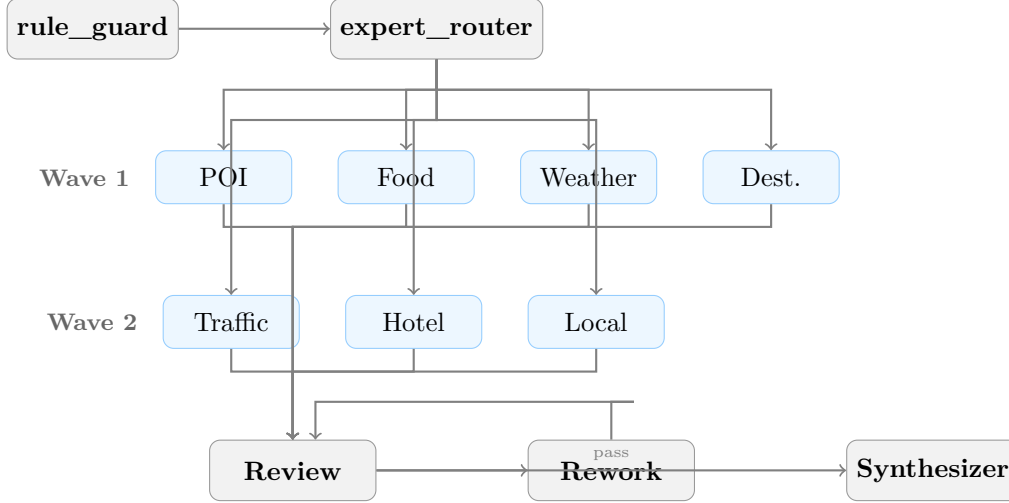 rule_guard expert_router
Wave 1 POI Food Weather Dest.
Wave 2 Traffic Hotel Local
pass
Review Rework Synthesizer